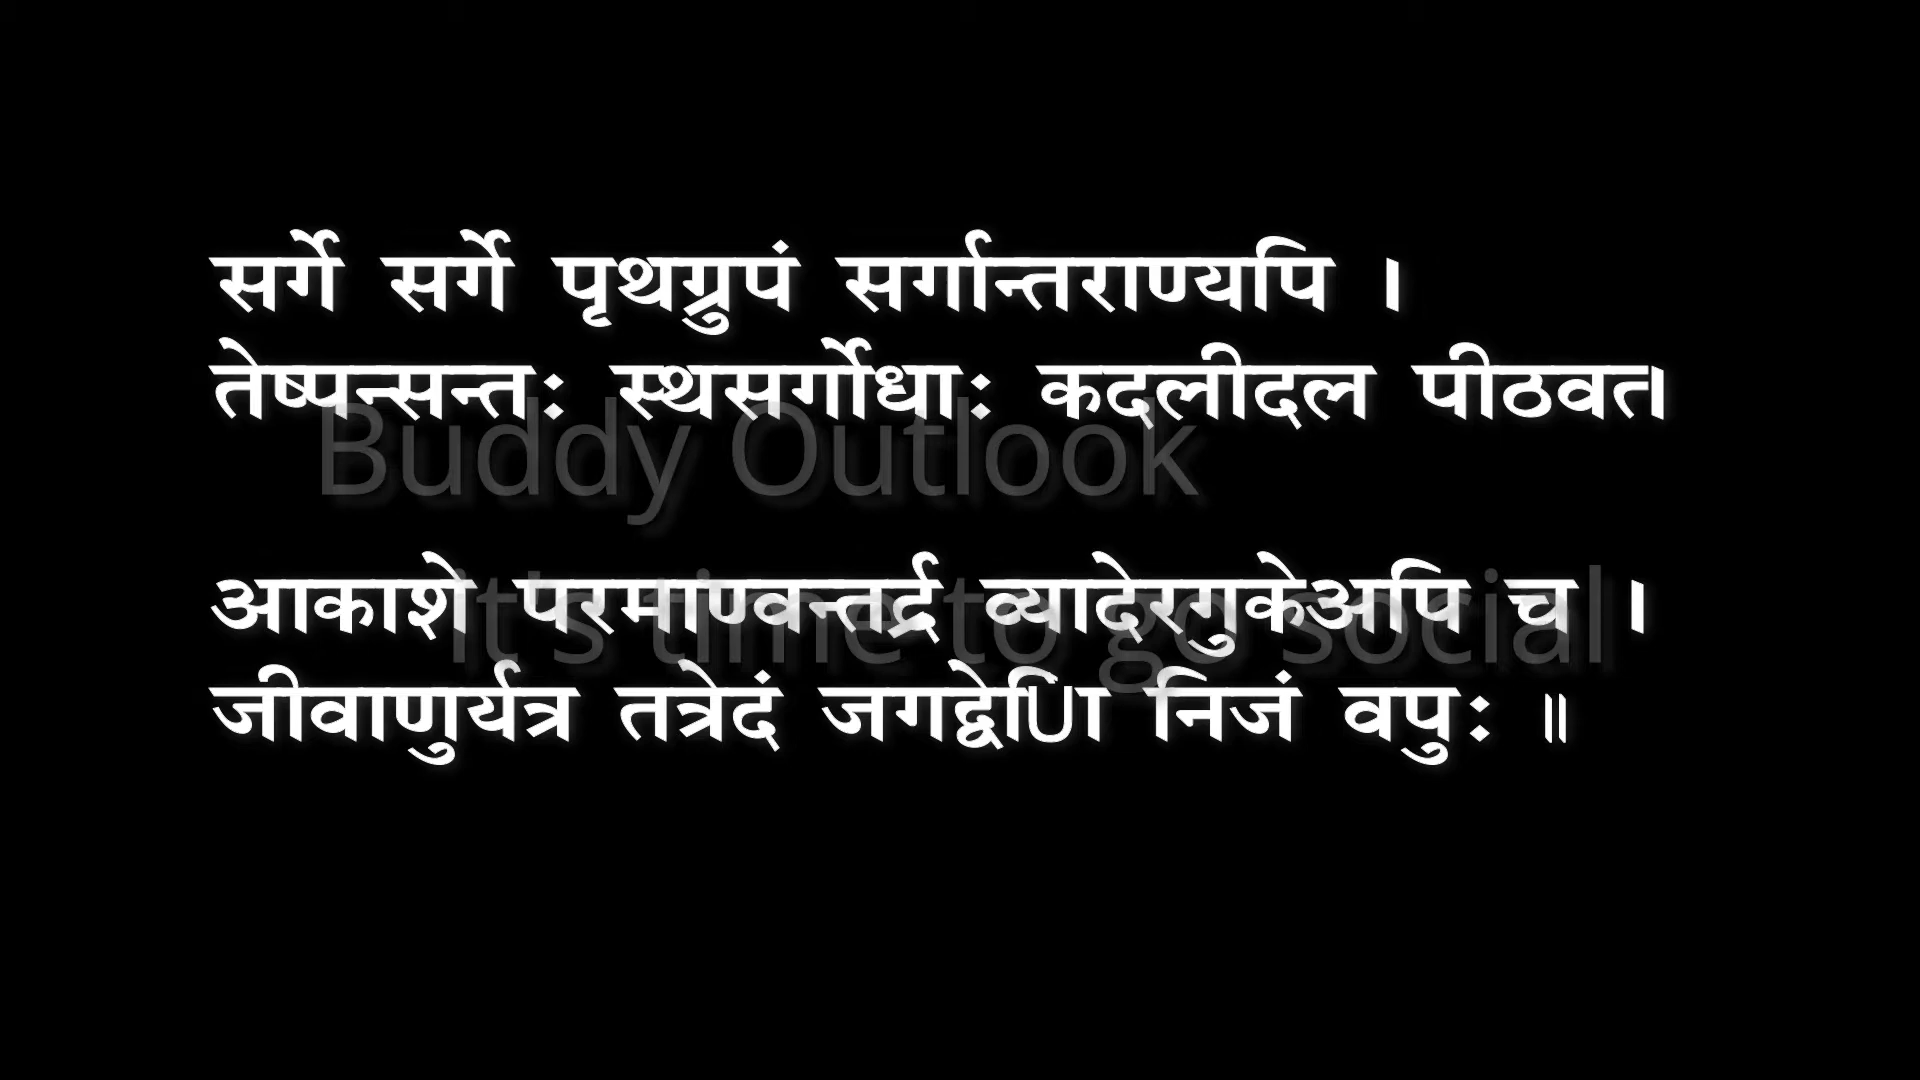 सर्गे सर्गे पृथग्रुपं सर्गान्तराण्यपि ।
तेष्पन्सन्तः स्थसर्गोधाः कदलीदल पीठवत।
Buddy Outlook
आकाशे परमाण्वन्तर्द्र व्यादेरगुकेअपि च ।
it's time to go social
जीवाणुर्यत्र तत्रेदं जगद्वेUिा निजं वपुः ॥